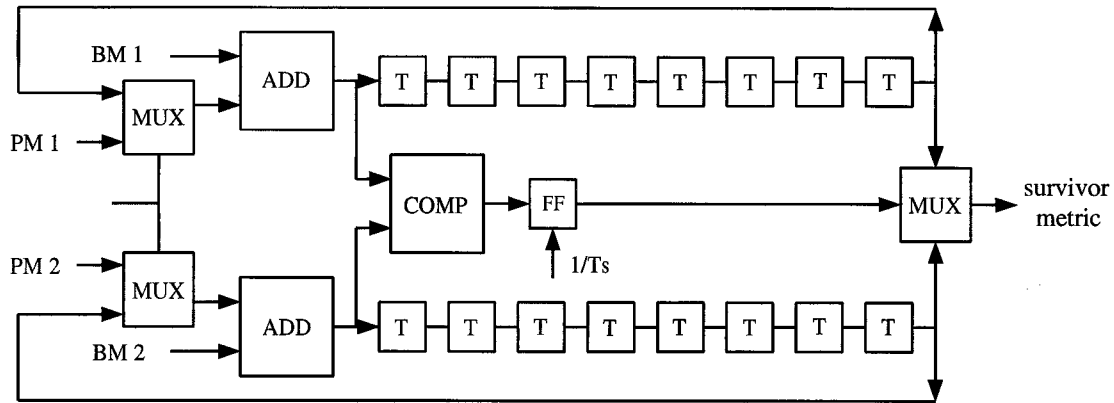 BM 1
ADD
T T T T T T T T
MUX
PM 1
COMP
FF
MUX
survivor
metric
1/Ts
PM 2
MUX
ADD
T T T T T T T T
BM 2